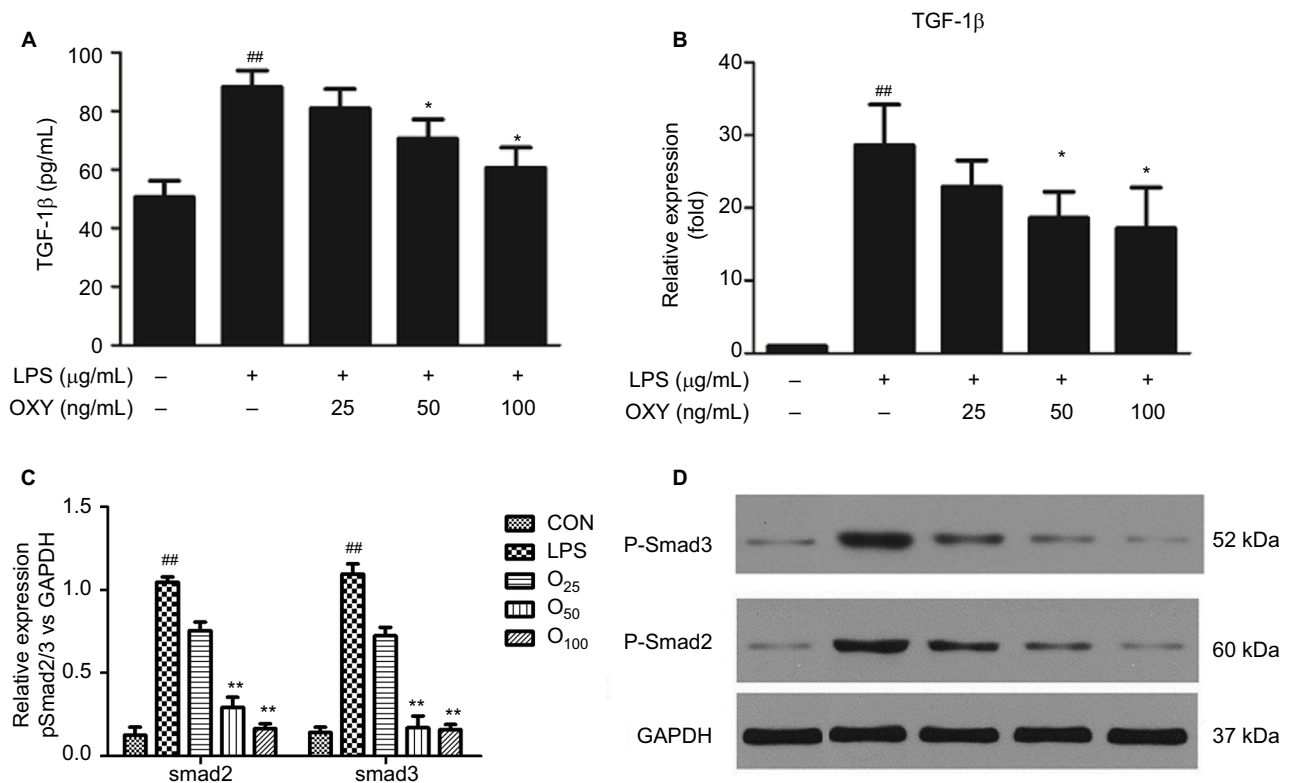 A
TGF-1β (pg/mL)
100
80
60
40
20
0
##
*
*
LPS (μg/mL) – + + + +
OXY (ng/mL) – – 25 50 100
B
TGF-1β
Relative expression
(fold)
40
30
20
10
0
##
*
*
LPS (μg/mL) – + + + +
OXY (ng/mL) – – 25 50 100
C
Relative expression
pSmad2/3 vs GAPDH
1.5
1.0
0.5
0.0
##
**
**
##
**
**
smad2 smad3
CON
LPS
O25
O50
O100
D
P-Smad3 52 kDa
P-Smad2 60 kDa
GAPDH 37 kDa